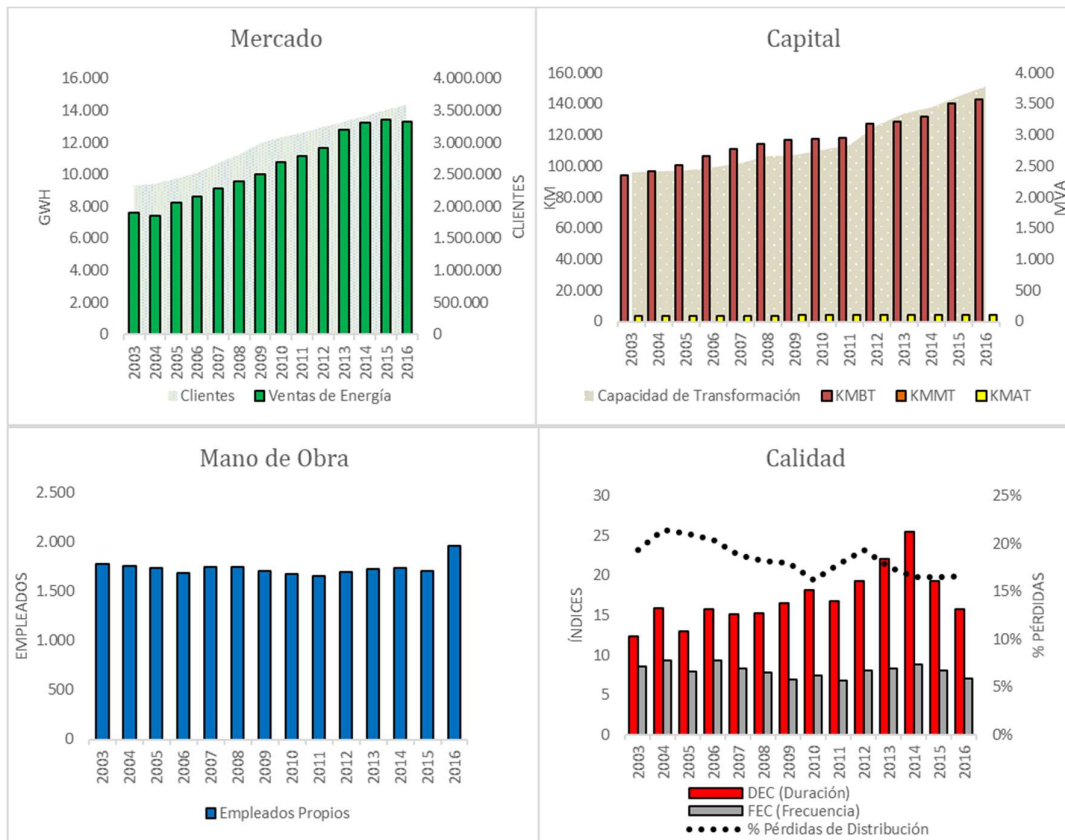 Mercado
16.000
14.000
12.000
10.000
8.000
6.000
4.000
2.000
0
GWH
4.000.000
3.500.000
3.000.000
2.500.000
2.000.000
1.500.000
1.000.000
500.000
0
CLIENTES
2003 2004 2005 2006 2007 2008 2009 2010 2011 2012 2013 2014 2015 2016
Clientes Ventas de Energía
Capital
160.000
140.000
120.000
100.000
80.000
60.000
40.000
20.000
0
KM
4.000
3.500
3.000
2.500
2.000
1.500
1.000
500
0
MVA
2003 2004 2005 2006 2007 2008 2009 2010 2011 2012 2013 2014 2015 2016
Capacidad de Transformación KMBT KMMT KMAT
Mano de Obra
2.500
2.000
1.500
1.000
500
0
EMPLEADOS
2003 2004 2005 2006 2007 2008 2009 2010 2011 2012 2013 2014 2015 2016
Empleados Propios
Calidad
30
25
20
15
10
5
0
ÍNDICES
25%
20%
15%
10%
5%
0%
% PÉRDIDAS
2003 2004 2005 2006 2007 2008 2009 2010 2011 2012 2013 2014 2015 2016
DEC (Duración)
FEC (Frecuencia)
% Pérdidas de Distribución